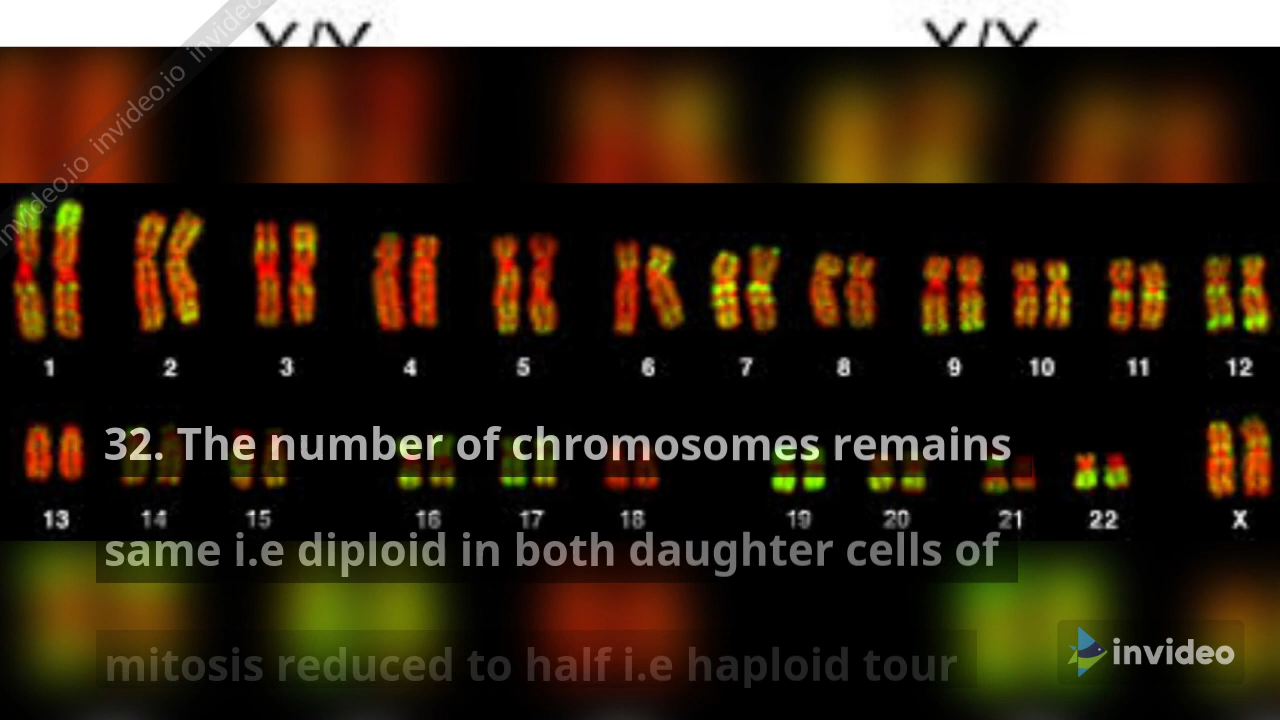 invideo.io invideo.io invideo
1 2 3 4 5 6 7 8 9 10 11 12
32. The number of chromosomes remains
13 14 15 16 17 18 19 20 21 22 X
same i.e diploid in both daughter cells of
mitosis reduced to half i.e haploid tour
invideo